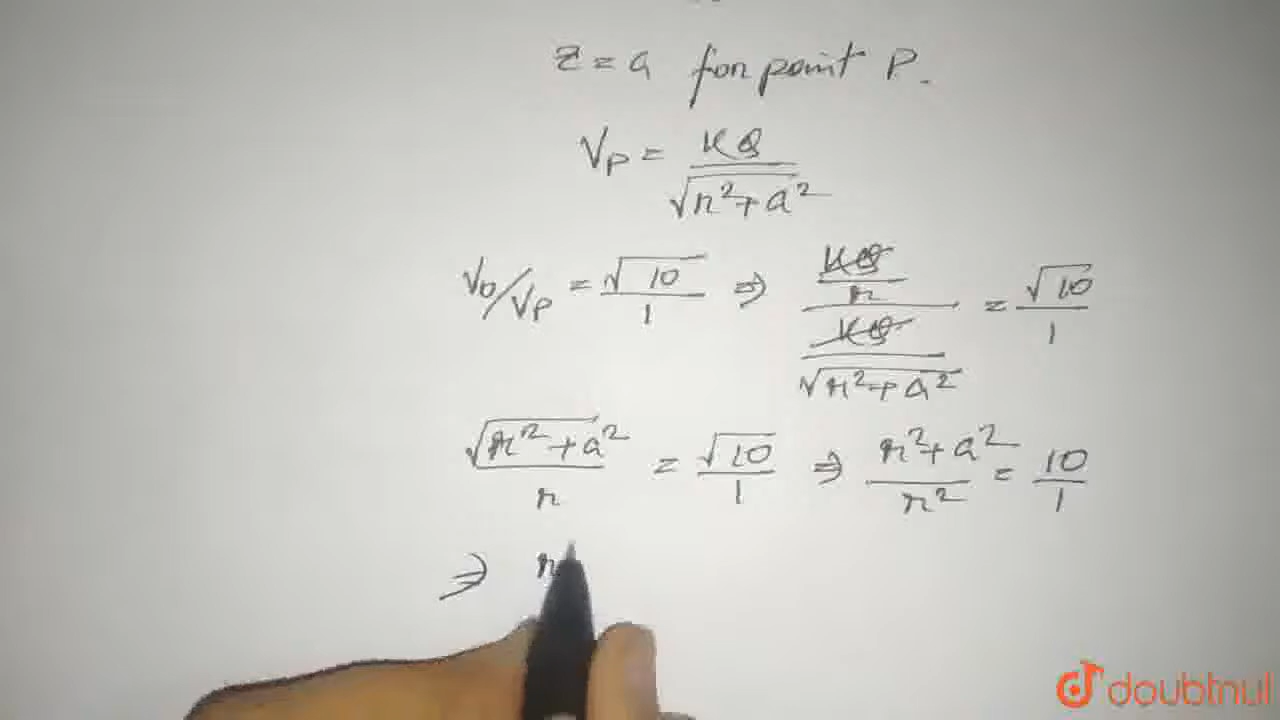 z = a for point P.
Vp = KQ / √r²+a²
V0/Vp = √10 / 1 ⇒ (KQ / r) / (KQ / √r²+a²) = √10 / 1
√r²+a² / r = √10 / 1 ⇒ r²+a² / r² = 10 / 1
⇒ r
doubtnut